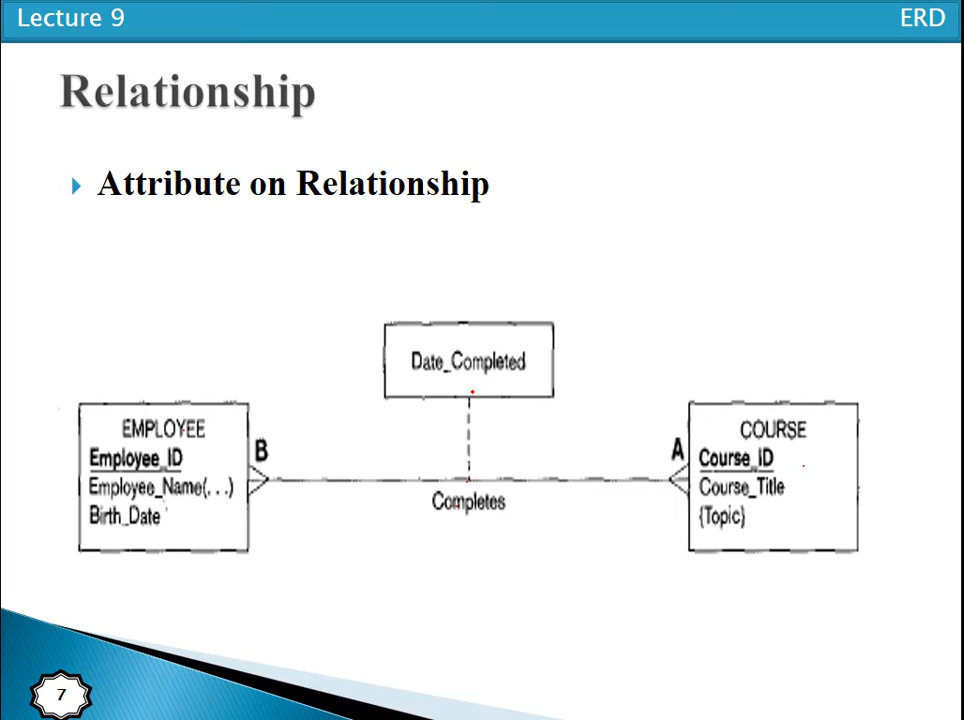 Lecture 9
ERD
Relationship
Attribute on Relationship
Date_Completed
EMPLOYEE
Employee_ID
Employee_Name(. . .)
Birth_Date
B
Completes
A
COURSE
Course_ID
Course_Title
{Topic}
7